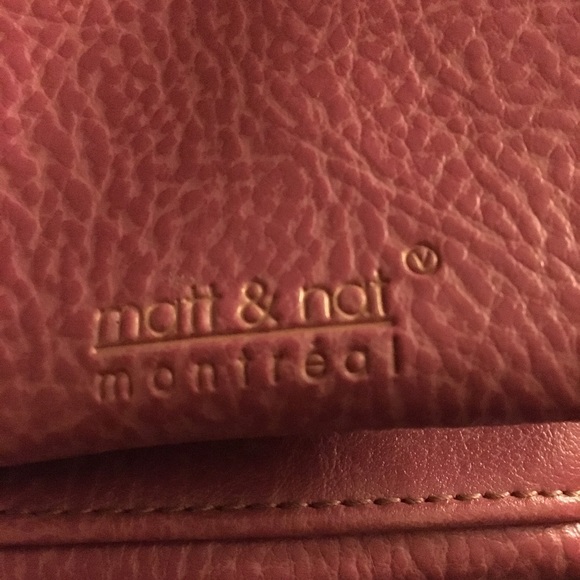 matt & nat Ⓥ
montréal